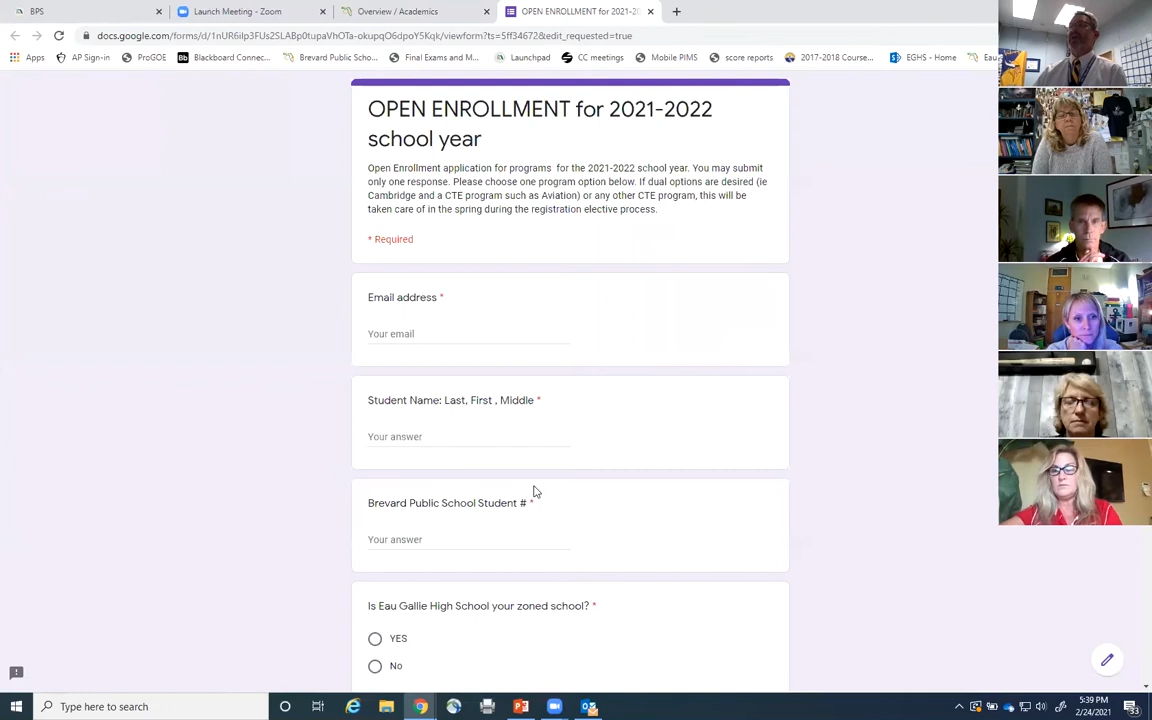 BPS
Launch Meeting - Zoom
Overview / Academics
OPEN ENROLLMENT for 2021-20
docs.google.com/forms/d/1nUR6ilp3FUs2SLABp0tupaVhOTa-okupqO6dpoY5Kqk/viewform?ts=5ff34672&edit_requested=true
Apps
AP Sign-in
ProGOE
Blackboard Connec...
Brevard Public Scho...
Final Exams and M...
Launchpad
CC meetings
Mobile PIMS
score reports
2017-2018 Course...
EGHS - Home
Eau
OPEN ENROLLMENT for 2021-2022
school year
Open Enrollment application for programs for the 2021-2022 school year. You may submit
only one response. Please choose one program option below. If dual options are desired (ie
Cambridge and a CTE program such as Aviation) or any other CTE program, this will be
taken care of in the spring during the registration elective process.
* Required
Email address *
Your email
Student Name: Last, First , Middle *
Your answer
Brevard Public School Student # *
Your answer
Is Eau Gallie High School your zoned school? *
YES
No
Type here to search
5:39 PM
2/24/2021
33